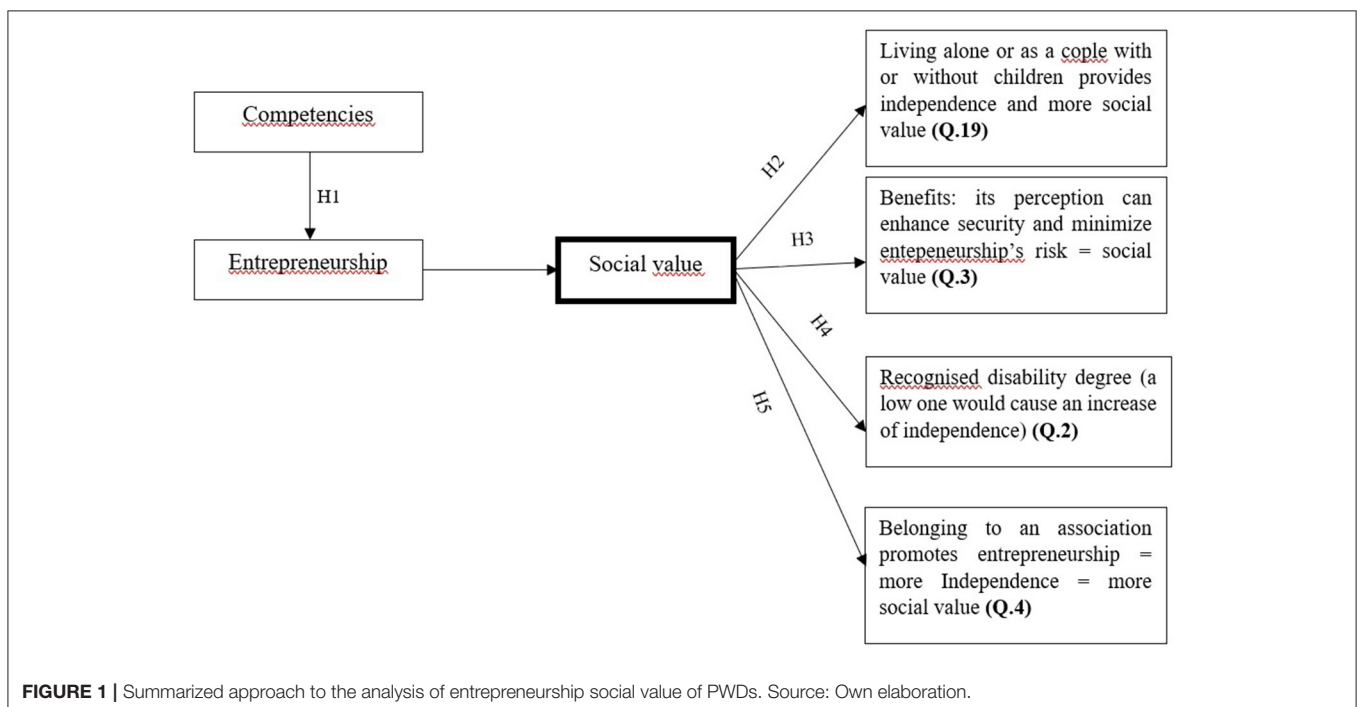 Competencies
H1
Entrepreneurship
Social value
H2
H3
H4
H5
Living alone or as a cople with
or without children provides
independence and more social
value (Q.19)
Benefits: its perception can
enhance security and minimize
entepeneurship's risk = social
value (Q.3)
Recognised disability degree (a
low one would cause an increase
of independence) (Q.2)
Belonging to an association
promotes entrepreneurship =
more Independence = more
social value (Q.4)
FIGURE 1 | Summarized approach to the analysis of entrepreneurship social value of PWDs. Source: Own elaboration.